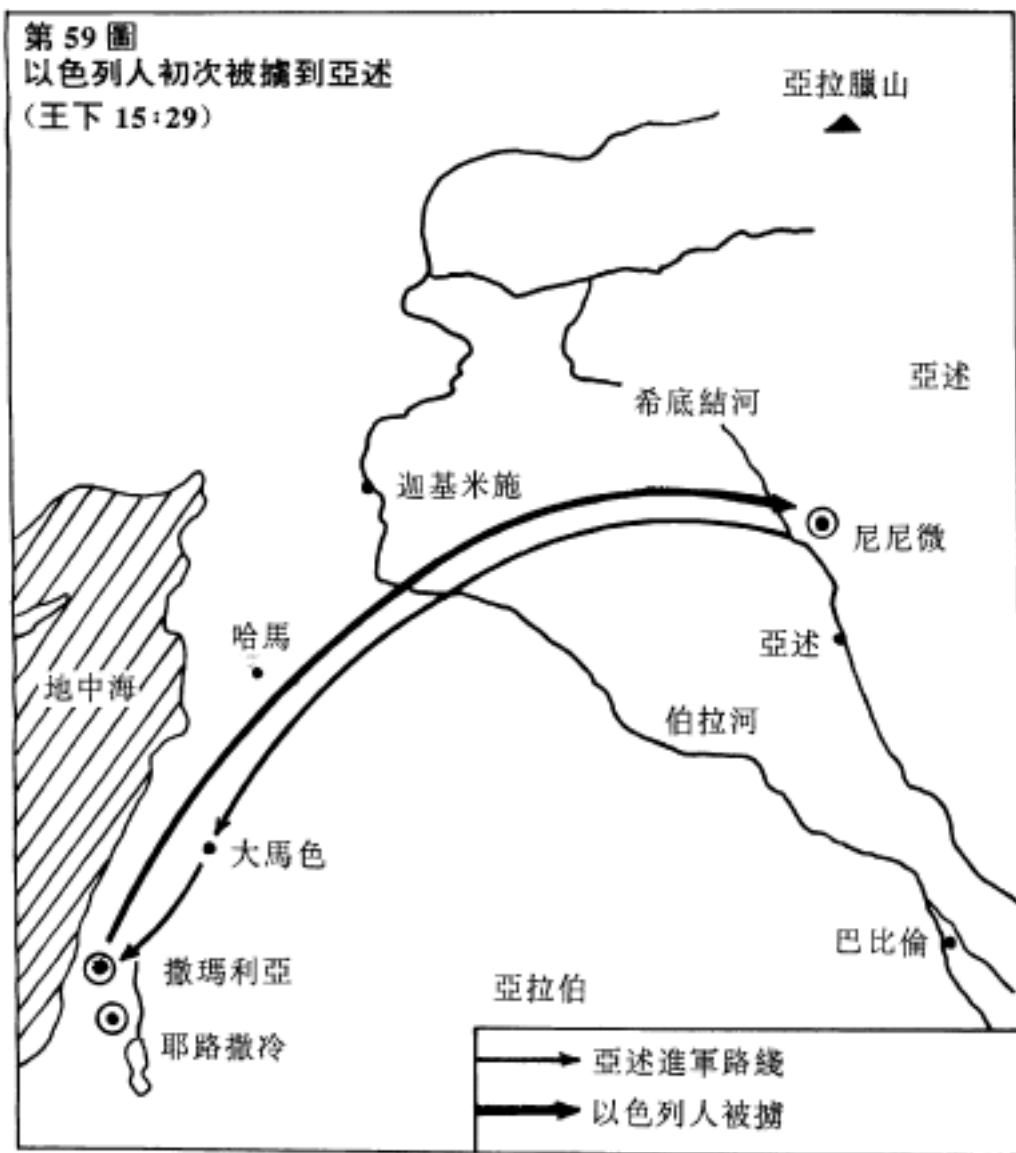 第 59 圖
以色列人初次被擄到亞述
（王下 15:29）
亞拉臘山
亞述
希底結河
迦基米施
尼尼微
哈馬
亞述
地中海
伯拉河
大馬色
巴比倫
撒瑪利亞
亞拉伯
耶路撒冷
亞述進軍路綫
以色列人被擄